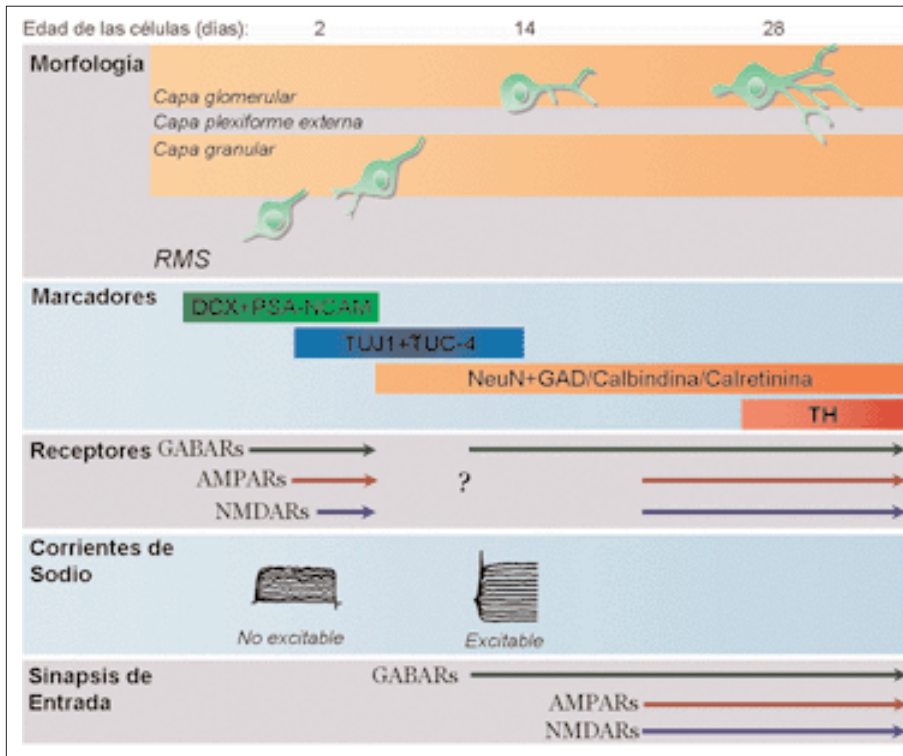 Edad de las células (dias): 2 14 28
Morfología
Capa glomerular
Capa plexiforme externa
Capa granular
RMS
Marcadores
DCX+PSA-NCAM
TUJ1+TUC-4
NeuN+GAD/Calbindina/Calretinina
TH
Receptores GABARs
AMPARs ?
NMDARs
Corrientes de
Sodio
No excitable Excitable
Sinapsis de
Entrada
GABARs
AMPARs
NMDARs